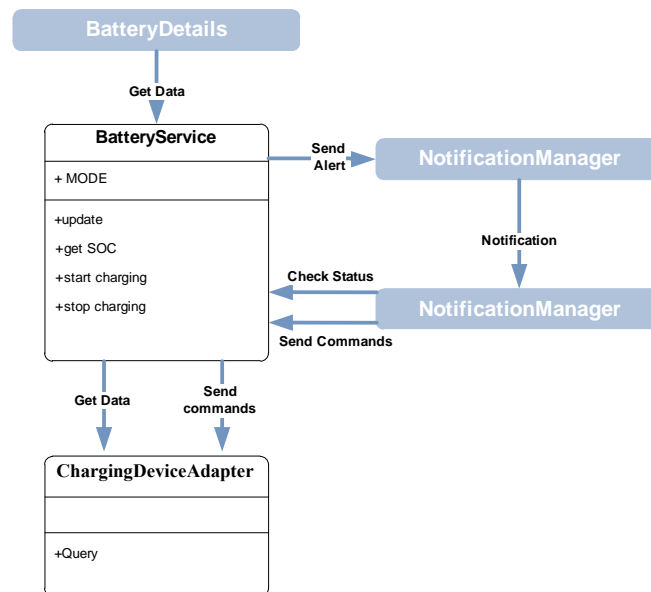 BatteryDetails
Get Data
BatteryService
+ MODE
+update
+get SOC
+start charging
+stop charging
Send
Alert
NotificationManager
Notification
Check Status
NotificationManager
Send Commands
Get Data
Send
commands
ChargingDeviceAdapter
+Query